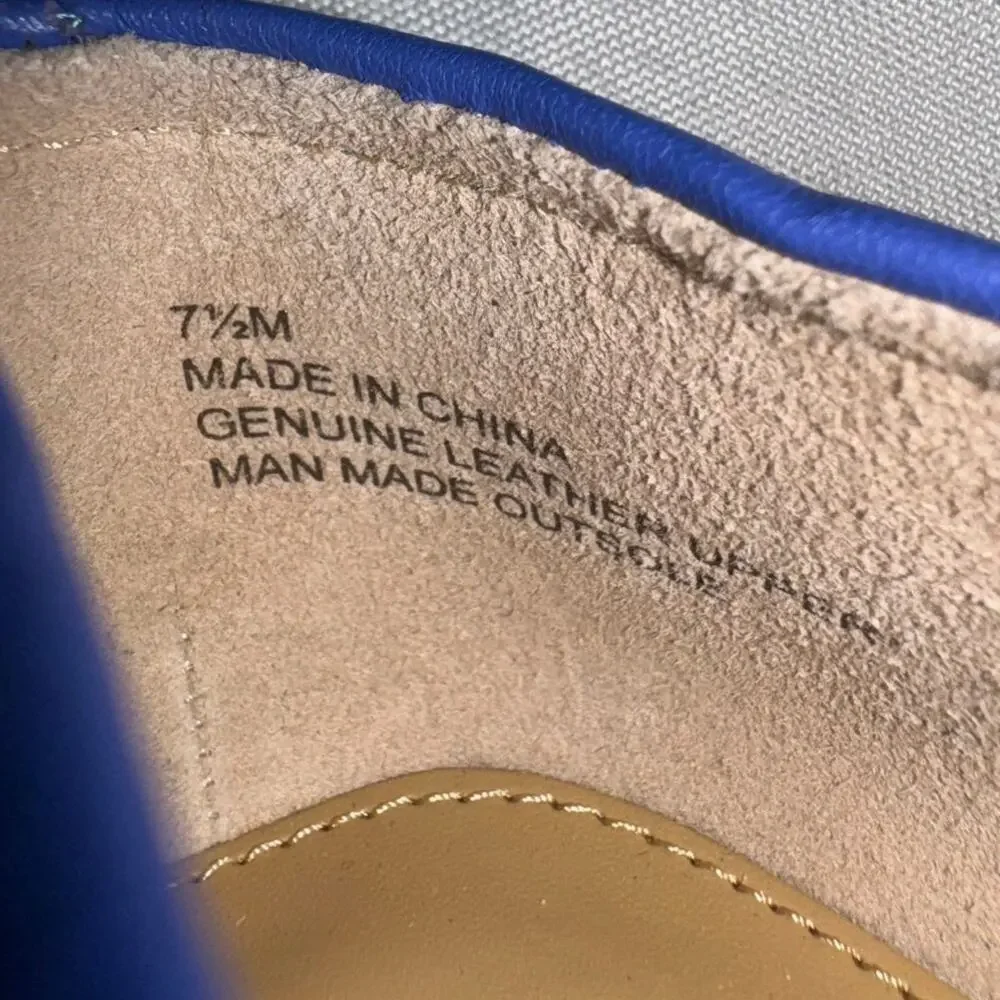 7½M
MADE IN CHINA
GENUINE LEATHER UPPER
MAN MADE OUTSOLE